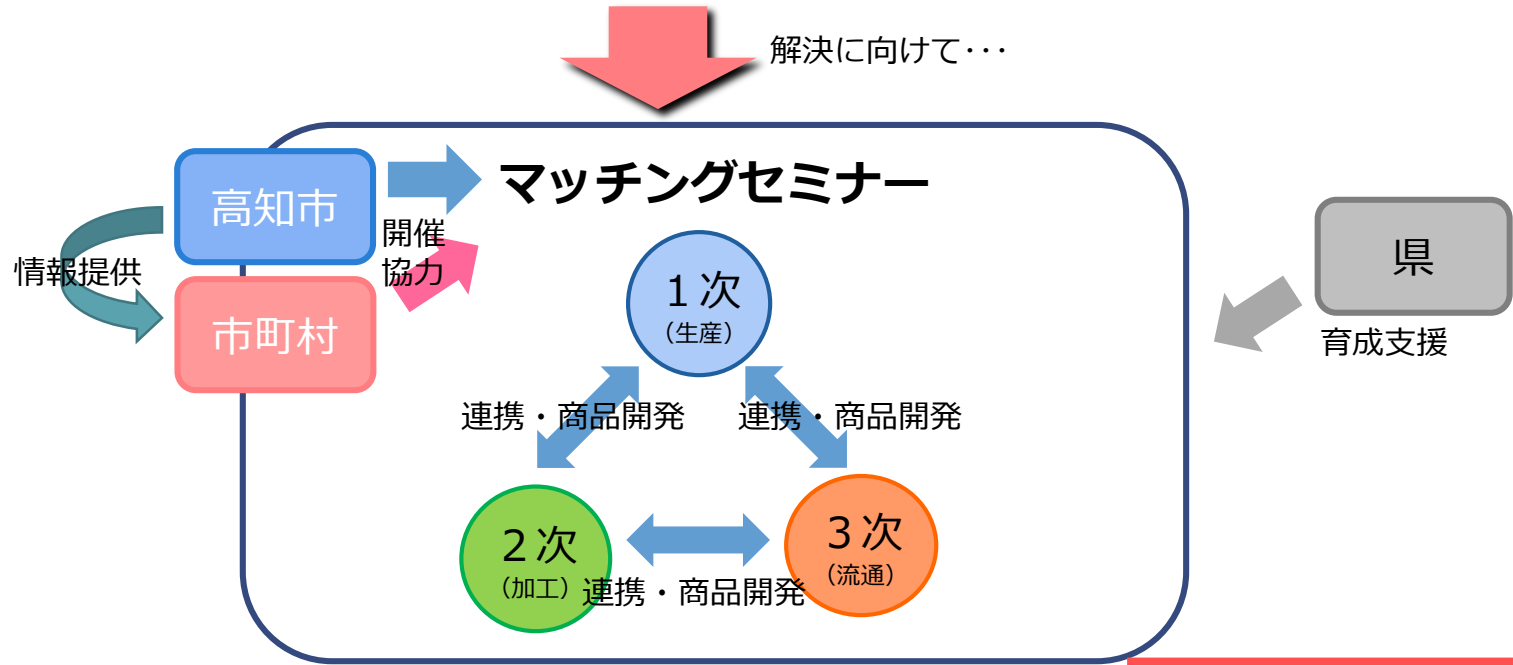 解決に向けて･･･
マッチングセミナー
高知市
開催
協力
情報提供
市町村
県
育成支援
１次
（生産）
連携・商品開発
連携・商品開発
２次
（加工）
３次
（流通）
連携・商品開発